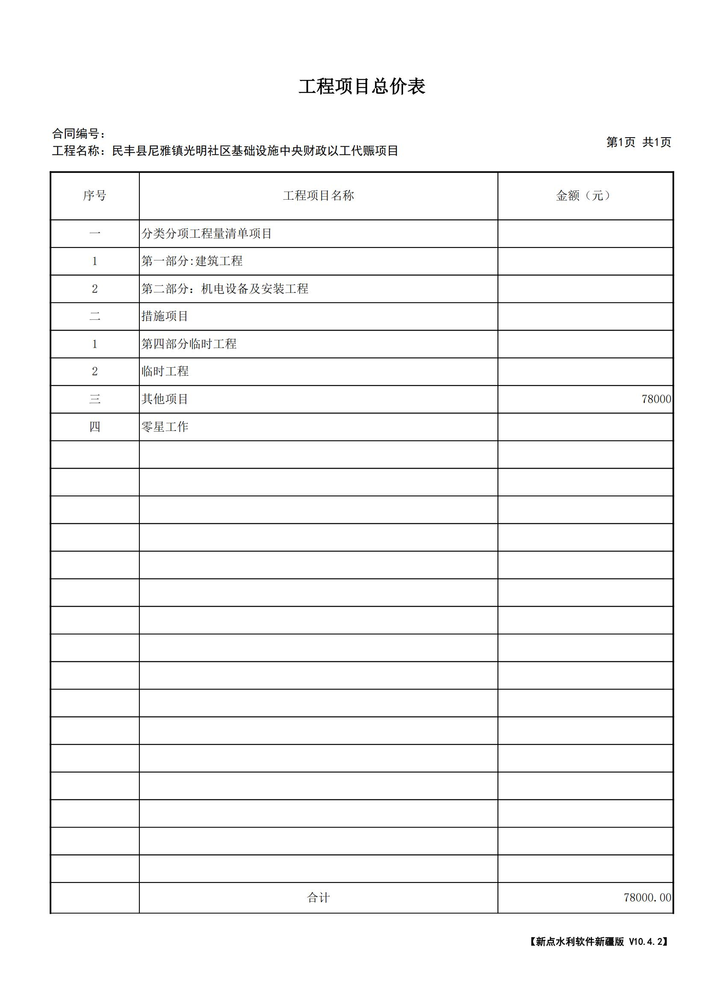 工程项目总价表
合同编号：
工程名称：民丰县尼雅镇光明社区基础设施中央财政以工代赈项目
第1页 共1页
序号 工程项目名称 金额（元）
一 分类分项工程量清单项目
1 第一部分:建筑工程
2 第二部分：机电设备及安装工程
二 措施项目
1 第四部分临时工程
2 临时工程
三 其他项目 78000
四 零星工作
合计 78000.00
【新点水利软件新疆版 V10.4.2】